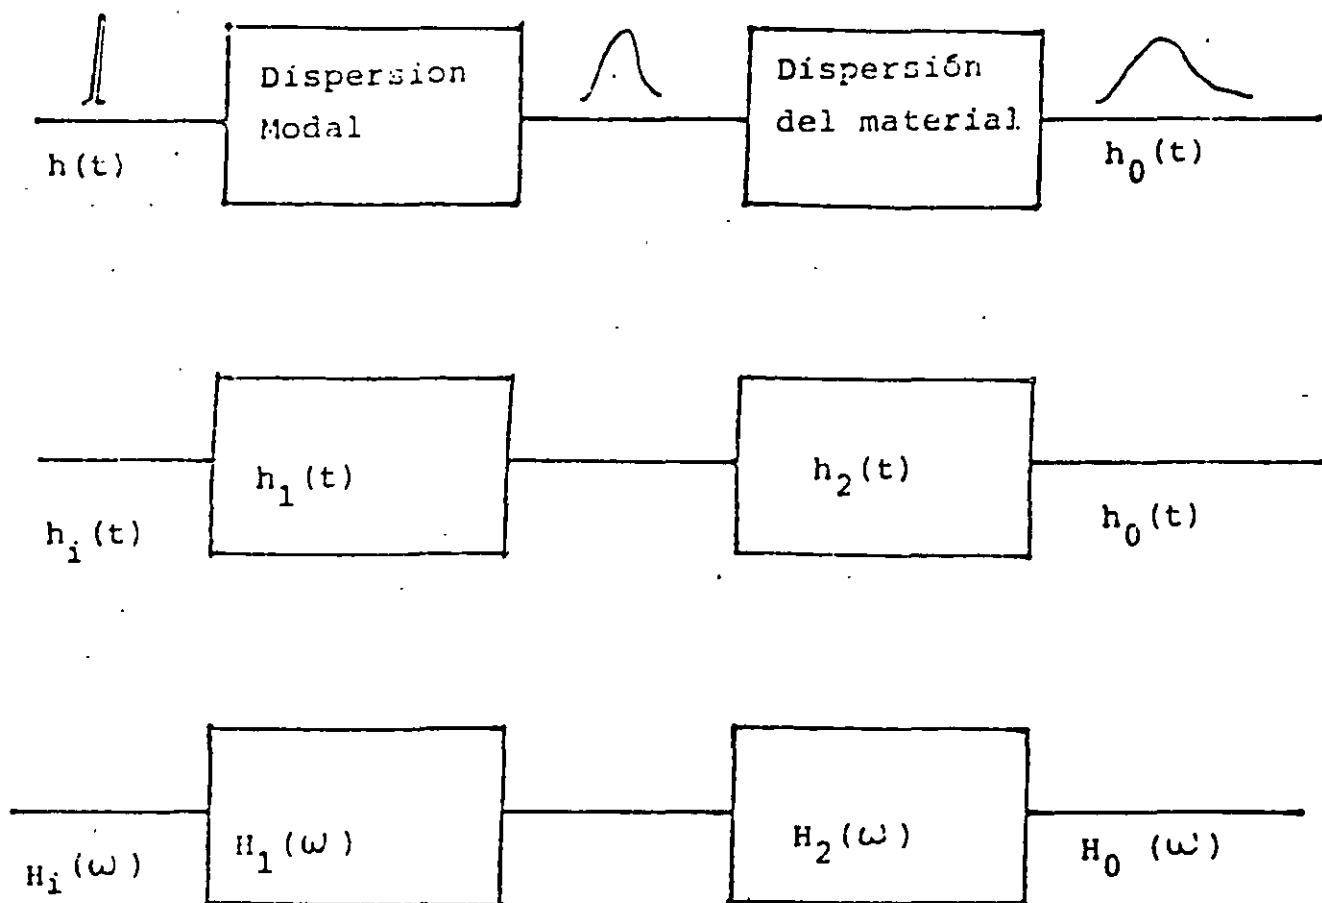 Dispersion
Modal
Dispersión
del material
h(t)
h₀(t)
h₁(t)
h₂(t)
hᵢ(t)
h₀(t)
H₁(ω)
H₂(ω)
Hᵢ(ω)
H₀ (ω)